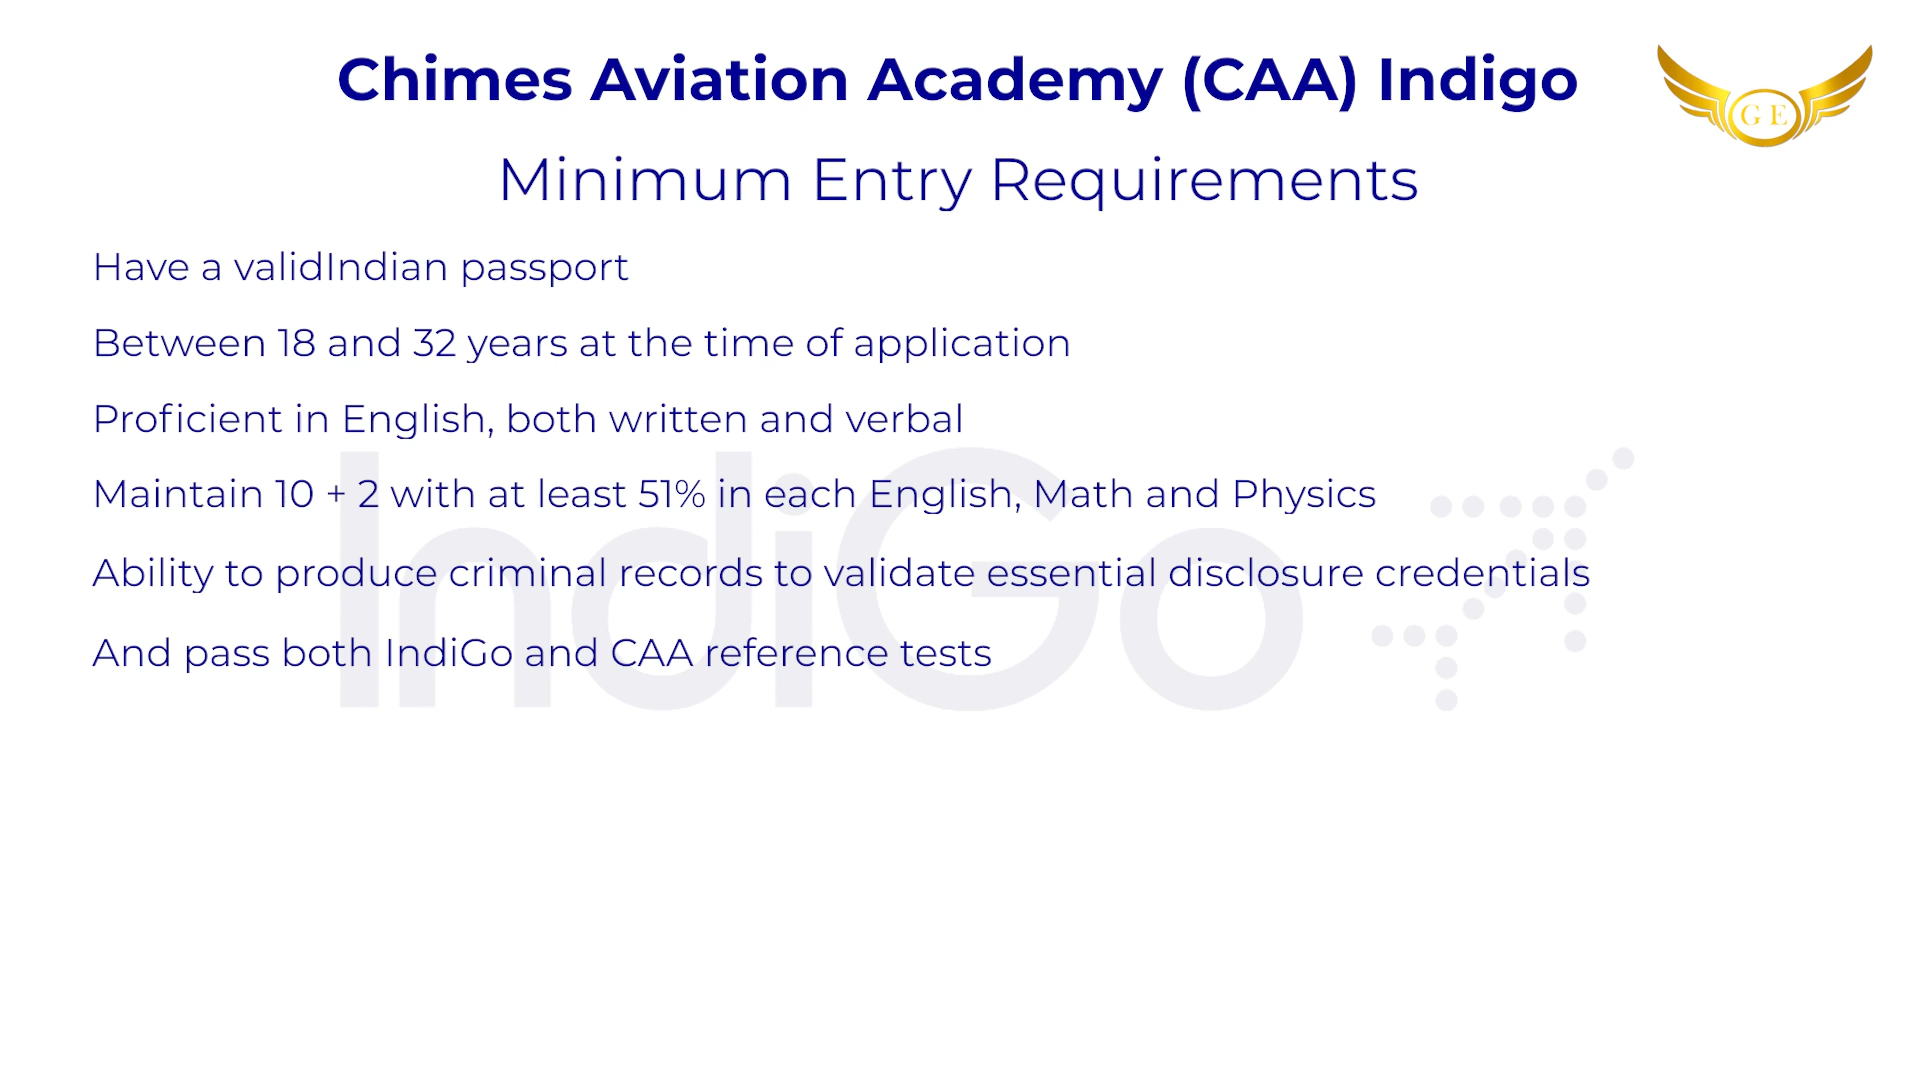 Chimes Aviation Academy (CAA) Indigo
G E
Minimum Entry Requirements
Have a validIndian passport
Between 18 and 32 years at the time of application
Proficient in English, both written and verbal
Maintain 10 + 2 with at least 51% in each English, Math and Physics
Ability to produce criminal records to validate essential disclosure credentials
And pass both IndiGo and CAA reference tests
IndiGo